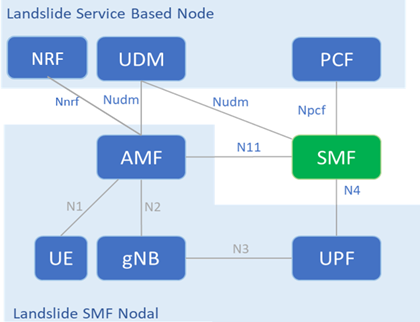 Landslide Service Based Node
NRF
UDM
PCF
Nnrf
Nudm
Nudm
Npcf
AMF
N11
SMF
N1
N2
N4
UE
gNB
N3
UPF
Landslide SMF Nodal